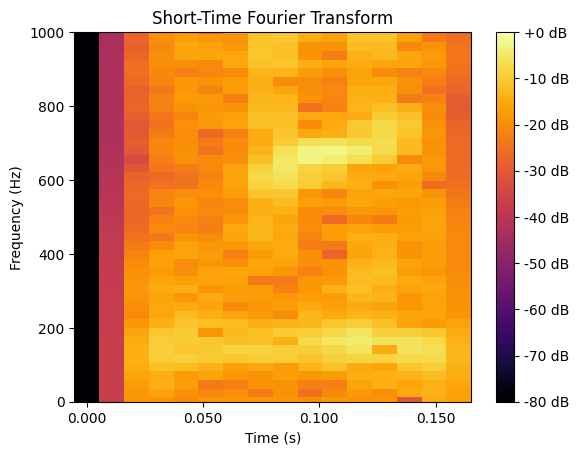 Short-Time Fourier Transform
1000
800
600
400
200
0
Frequency (Hz)
0.000
0.050
0.100
0.150
Time (s)
+0 dB
-10 dB
-20 dB
-30 dB
-40 dB
-50 dB
-60 dB
-70 dB
-80 dB